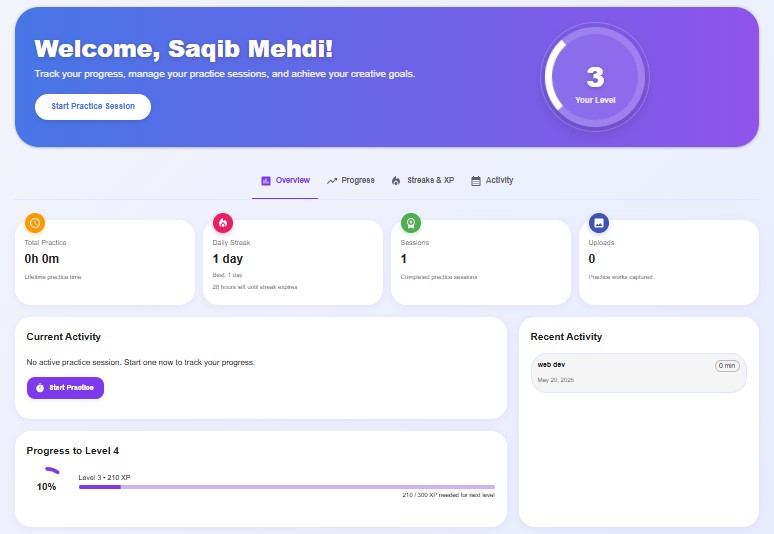 Welcome, Saqib Mehdi!
Track your progress, manage your practice sessions, and achieve your creative goals.
Start Practice Session
3
Your Level
Overview
Progress
Streaks & XP
Activity
Total Practice
0h 0m
Lifetime practice time
Daily Streak
1 day
Best: 1 day
28 hours left until streak expires
Sessions
1
Completed practice sessions
Uploads
0
Practice works captured
Current Activity
No active practice session. Start one now to track your progress.
Start Practice
Recent Activity
web dev
0 min
May 20, 2025
Progress to Level 4
10%
Level 3 • 210 XP
210 / 300 XP needed for next level